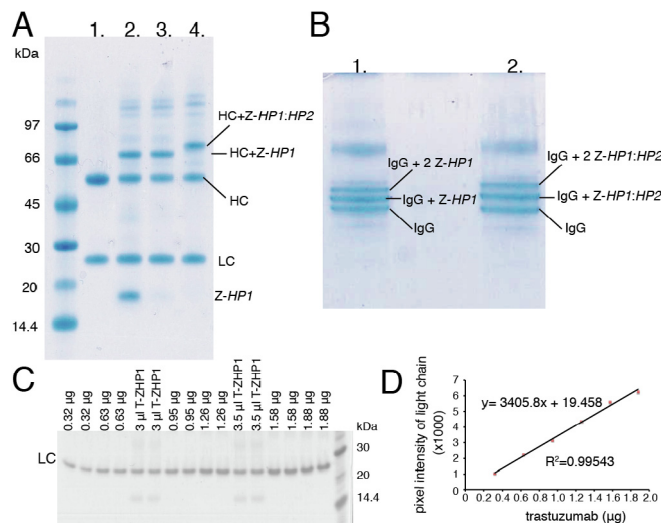 A
1.
2.
3.
4.
kDa
97
66
45
30
20
14.4
HC+Z-HP1:HP2
HC+Z-HP1
HC
LC
Z-HP1
B
1.
2.
IgG + 2 Z-HP1
IgG + Z-HP1
IgG
IgG + 2 Z-HP1:HP2
IgG + Z-HP1:HP2
IgG
C
0.32 µg
0.32 µg
0.63 µg
0.63 µg
3 µl T-ZHP1
3 µl T-ZHP1
0.95 µg
0.95 µg
1.26 µg
1.26 µg
3.5 µl T-ZHP1
3.5 µl T-ZHP1
1.58 µg
1.58 µg
1.88 µg
1.88 µg
kDa
LC
30
20
14.4
D
pixel intensity of light chain
(x1000)
7
6
5
4
3
2
1
y= 3405.8x + 19.458
R²=0.99543
0 0.2 0.4 0.6 0.8 1.0 1.2 1.4 1.6 1.8 2.0
trastuzumab (µg)